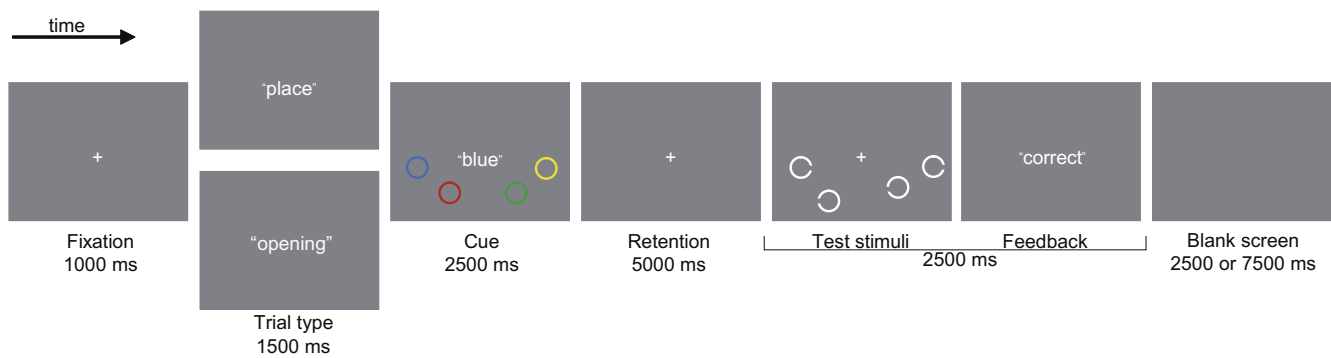 time
"place"
"opening"
"blue"
"correct"
Fixation
1000 ms
Trial type
1500 ms
Cue
2500 ms
Retention
5000 ms
Test stimuli
Feedback
2500 ms
Blank screen
2500 or 7500 ms